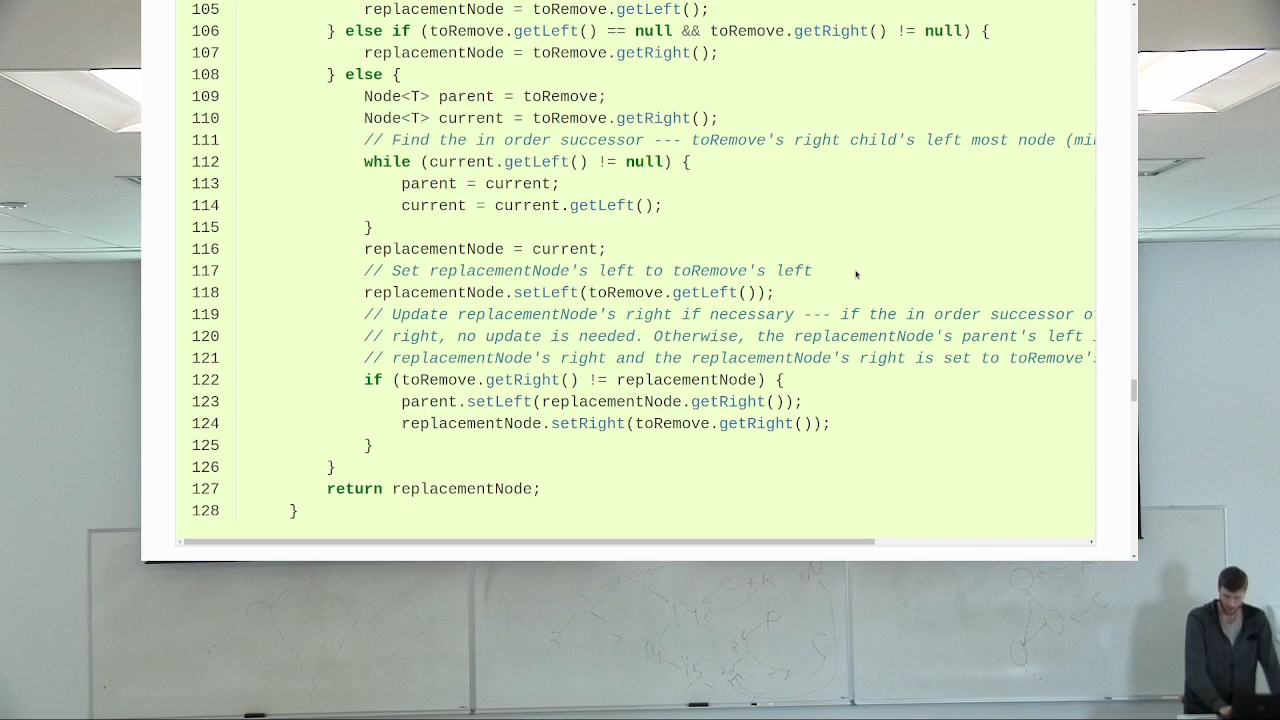 105 replacementNode = toRemove.getLeft();
106 } else if (toRemove.getLeft() == null && toRemove.getRight() != null) {
107 replacementNode = toRemove.getRight();
108 } else {
109 Node<T> parent = toRemove;
110 Node<T> current = toRemove.getRight();
111 // Find the in order successor --- toRemove's right child's left most node (mi
112 while (current.getLeft() != null) {
113 parent = current;
114 current = current.getLeft();
115 }
116 replacementNode = current;
117 // Set replacementNode's left to toRemove's left
118 replacementNode.setLeft(toRemove.getLeft());
119 // Update replacementNode's right if necessary --- if the in order successor o
120 // right, no update is needed. Otherwise, the replacementNode's parent's left
121 // replacementNode's right and the replacementNode's right is set to toRemove'
122 if (toRemove.getRight() != replacementNode) {
123 parent.setLeft(replacementNode.getRight());
124 replacementNode.setRight(toRemove.getRight());
125 }
126 }
127 return replacementNode;
128 }
C + R
P
C
C